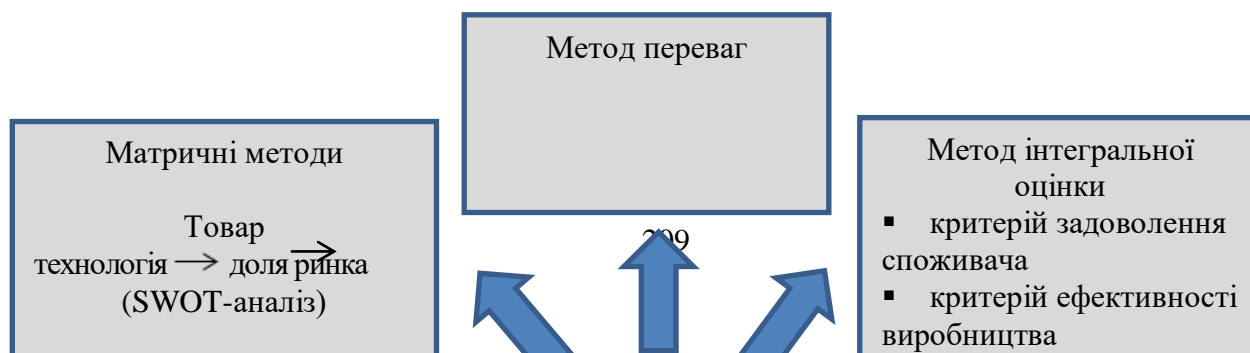 Метод переваг
Матричні методи
Товар
технологія → доля ринка →
(SWOT-аналіз)
Метод інтегральної
оцінки
▪ критерій задоволення
споживача
▪ критерій ефективності
виробництва